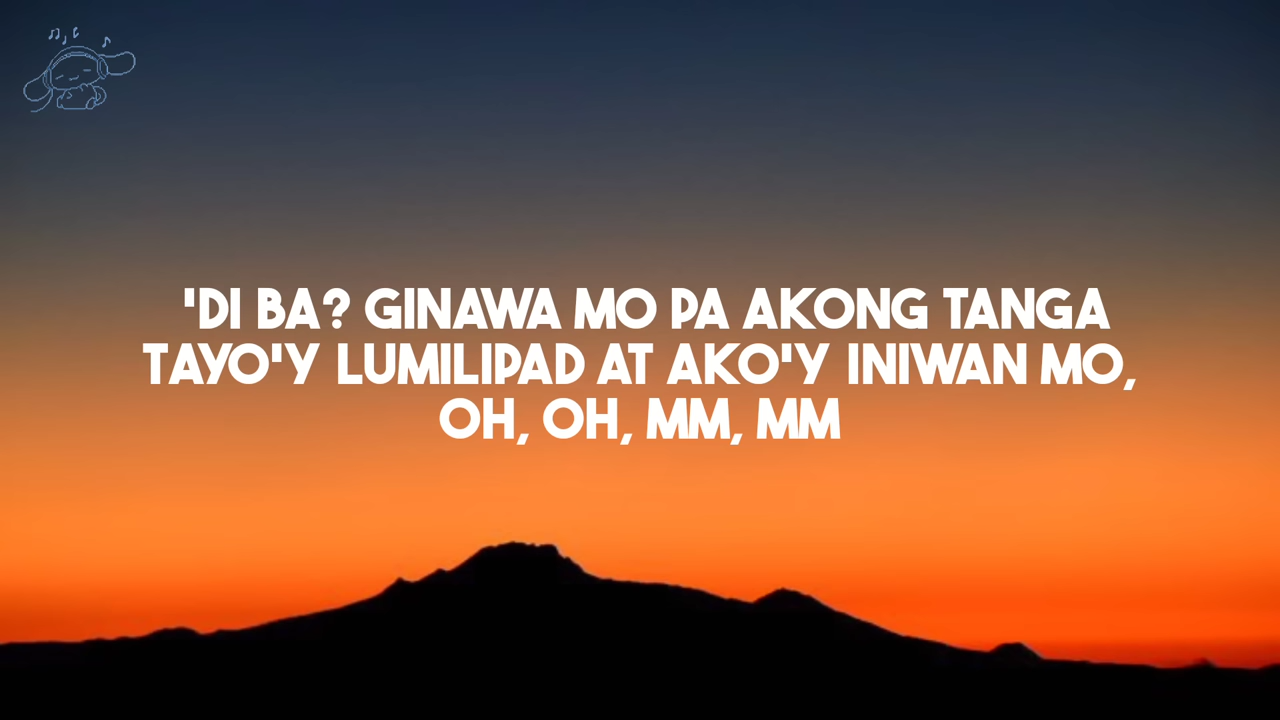 'DI BA? GINAWA MO PA AKONG TANGA
TAYO'Y LUMILIPAD AT AKO'Y INIWAN MO,
OH, OH, MM, MM